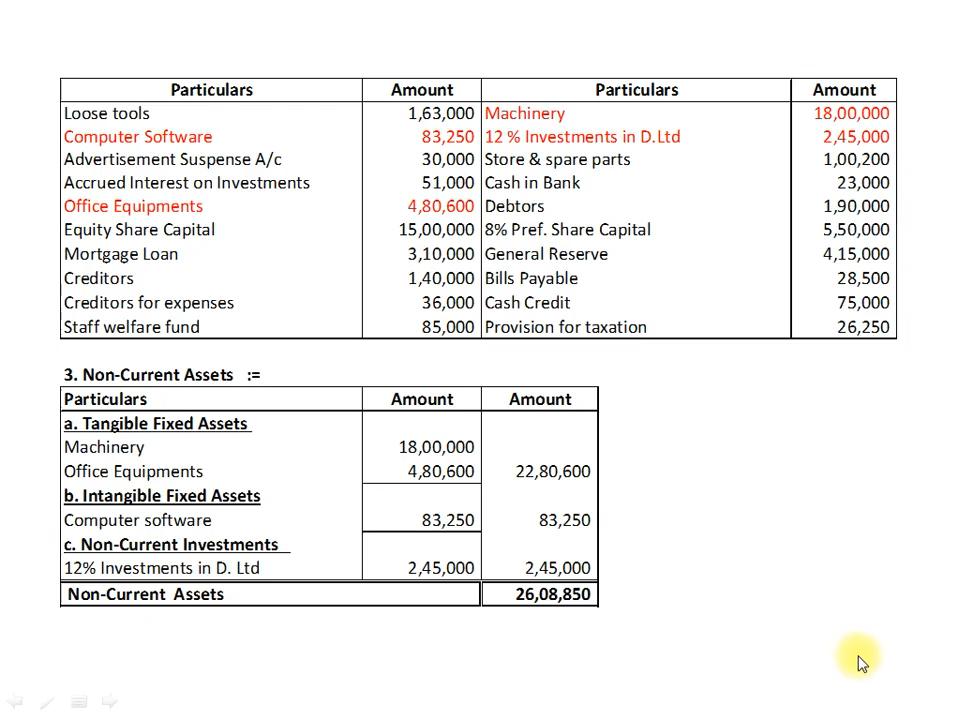 Particulars Amount Particulars Amount
Loose tools 1,63,000 Machinery 18,00,000
Computer Software 83,250 12 % Investments in D.Ltd 2,45,000
Advertisement Suspense A/c 30,000 Store & spare parts 1,00,200
Accrued Interest on Investments 51,000 Cash in Bank 23,000
Office Equipments 4,80,600 Debtors 1,90,000
Equity Share Capital 15,00,000 8% Pref. Share Capital 5,50,000
Mortgage Loan 3,10,000 General Reserve 4,15,000
Creditors 1,40,000 Bills Payable 28,500
Creditors for expenses 36,000 Cash Credit 75,000
Staff welfare fund 85,000 Provision for taxation 26,250
3. Non-Current Assets :=
Particulars Amount Amount
a. Tangible Fixed Assets
Machinery 18,00,000
Office Equipments 4,80,600 22,80,600
b. Intangible Fixed Assets
Computer software 83,250 83,250
c. Non-Current Investments
12% Investments in D. Ltd 2,45,000 2,45,000
Non-Current Assets 26,08,850